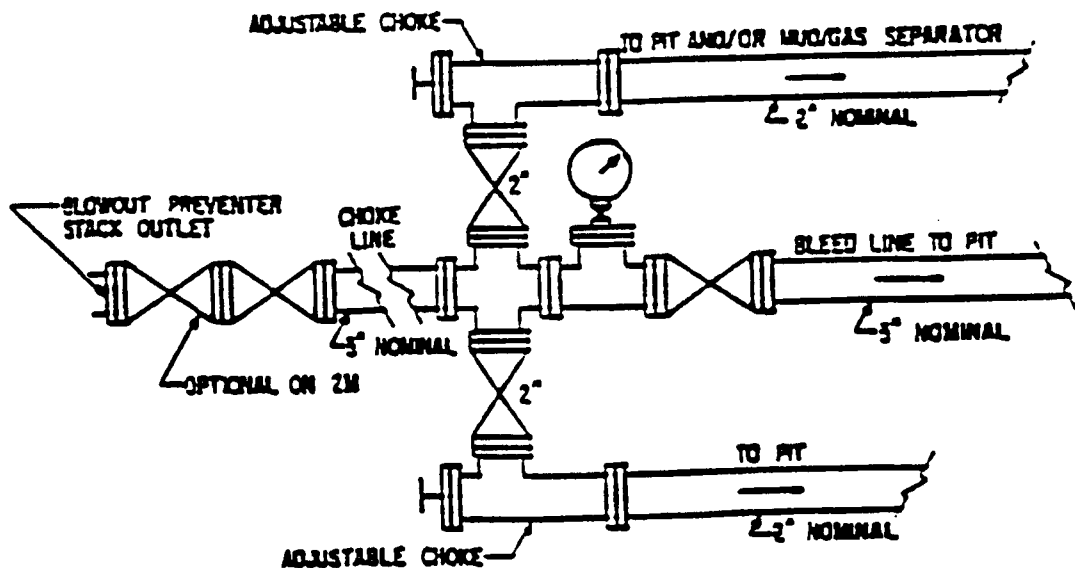 ADJUSTABLE CHOKE
TO PIT AND/OR MUD/GAS SEPARATOR
2" NOMINAL
2"
BLOWOUT PREVENTER
STACK OUTLET
CHOKE
LINE
BLEED LINE TO PIT
3" NOMINAL
3" NOMINAL
OPTIONAL ON 2M
2"
TO PIT
2" NOMINAL
ADJUSTABLE CHOKE